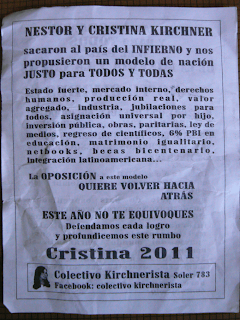 NESTOR Y CRISTINA KIRCHNER
sacaron al país del INFIERNO y nos
propusieron un modelo de nación
JUSTO para TODOS Y TODAS
Estado fuerte, mercado interno, derechos
humanos, producción real, valor
agregado, industria, jubilaciones para
todos, asignación universal por hijo,
inversión pública, obras, paritarias, ley de
medios, regreso de científicos, 6% PBI en
educación, matrimonio igualitario,
netbooks, becas bicentenario,
integración latinoamericana...
La OPOSICIÓN a este modelo
QUIERE VOLVER HACIA
ATRÁS
ESTE AÑO NO TE EQUIVOQUES
Defendamos cada logro
y profundicemos este rumbo
Cristina 2011
Colectivo Kirchnerista Soler 783
Facebook: colectivo kirchnerista